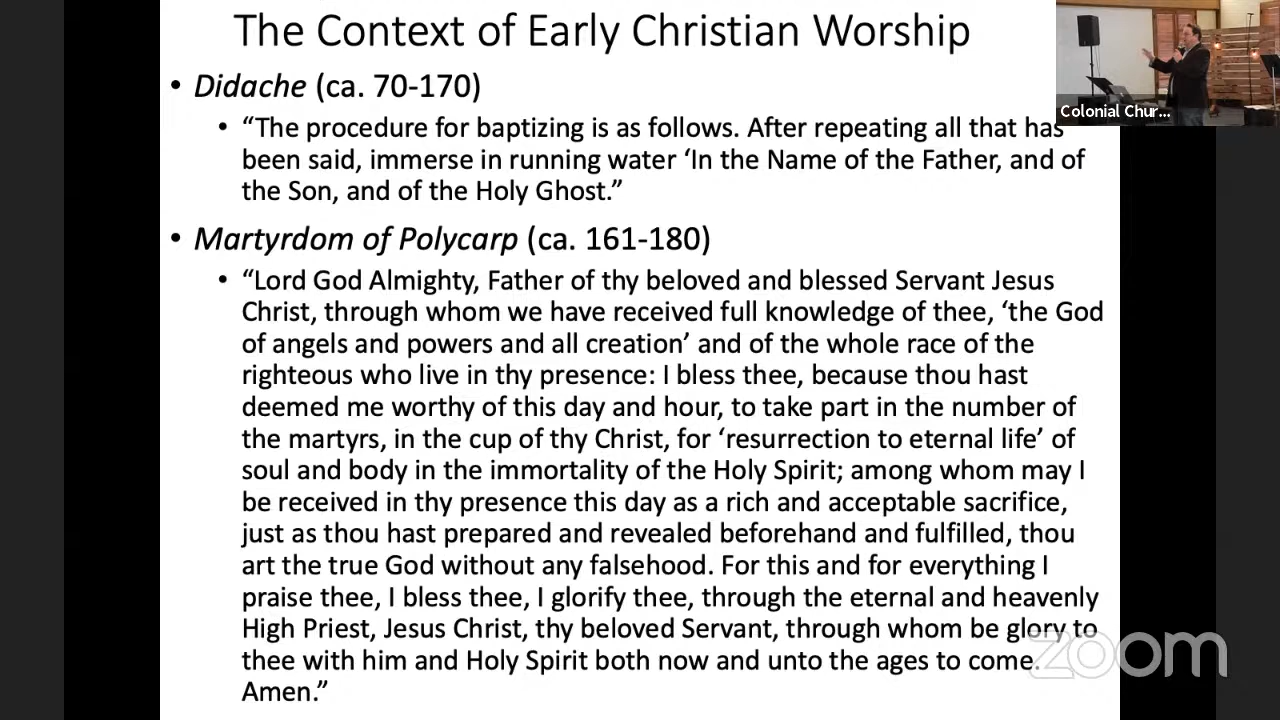 The Context of Early Christian Worship
Colonial Chur...
• Didache (ca. 70-170)
• “The procedure for baptizing is as follows. After repeating all that has
been said, immerse in running water ‘In the Name of the Father, and of
the Son, and of the Holy Ghost.”
• Martyrdom of Polycarp (ca. 161-180)
• “Lord God Almighty, Father of thy beloved and blessed Servant Jesus
Christ, through whom we have received full knowledge of thee, ‘the God
of angels and powers and all creation’ and of the whole race of the
righteous who live in thy presence: I bless thee, because thou hast
deemed me worthy of this day and hour, to take part in the number of
the martyrs, in the cup of thy Christ, for ‘resurrection to eternal life’ of
soul and body in the immortality of the Holy Spirit; among whom may I
be received in thy presence this day as a rich and acceptable sacrifice,
just as thou hast prepared and revealed beforehand and fulfilled, thou
art the true God without any falsehood. For this and for everything I
praise thee, I bless thee, I glorify thee, through the eternal and heavenly
High Priest, Jesus Christ, thy beloved Servant, through whom be glory to
thee with him and Holy Spirit both now and unto the ages to come.
Amen.”
zoom